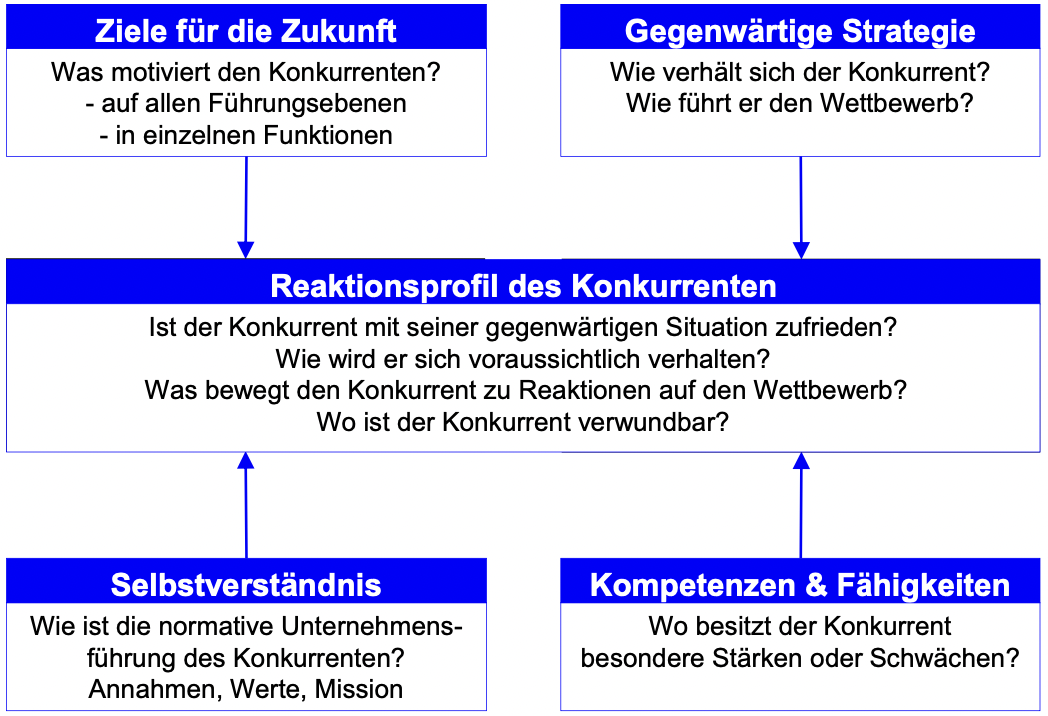 Ziele für die Zukunft
Was motiviert den Konkurrenten?
- auf allen Führungsebenen
- in einzelnen Funktionen
Gegenwärtige Strategie
Wie verhält sich der Konkurrent?
Wie führt er den Wettbewerb?
Reaktionsprofil des Konkurrenten
Ist der Konkurrent mit seiner gegenwärtigen Situation zufrieden?
Wie wird er sich voraussichtlich verhalten?
Was bewegt den Konkurrent zu Reaktionen auf den Wettbewerb?
Wo ist der Konkurrent verwundbar?
Selbstverständnis
Wie ist die normative Unternehmens-
führung des Konkurrenten?
Annahmen, Werte, Mission
Kompetenzen & Fähigkeiten
Wo besitzt der Konkurrent
besondere Stärken oder Schwächen?